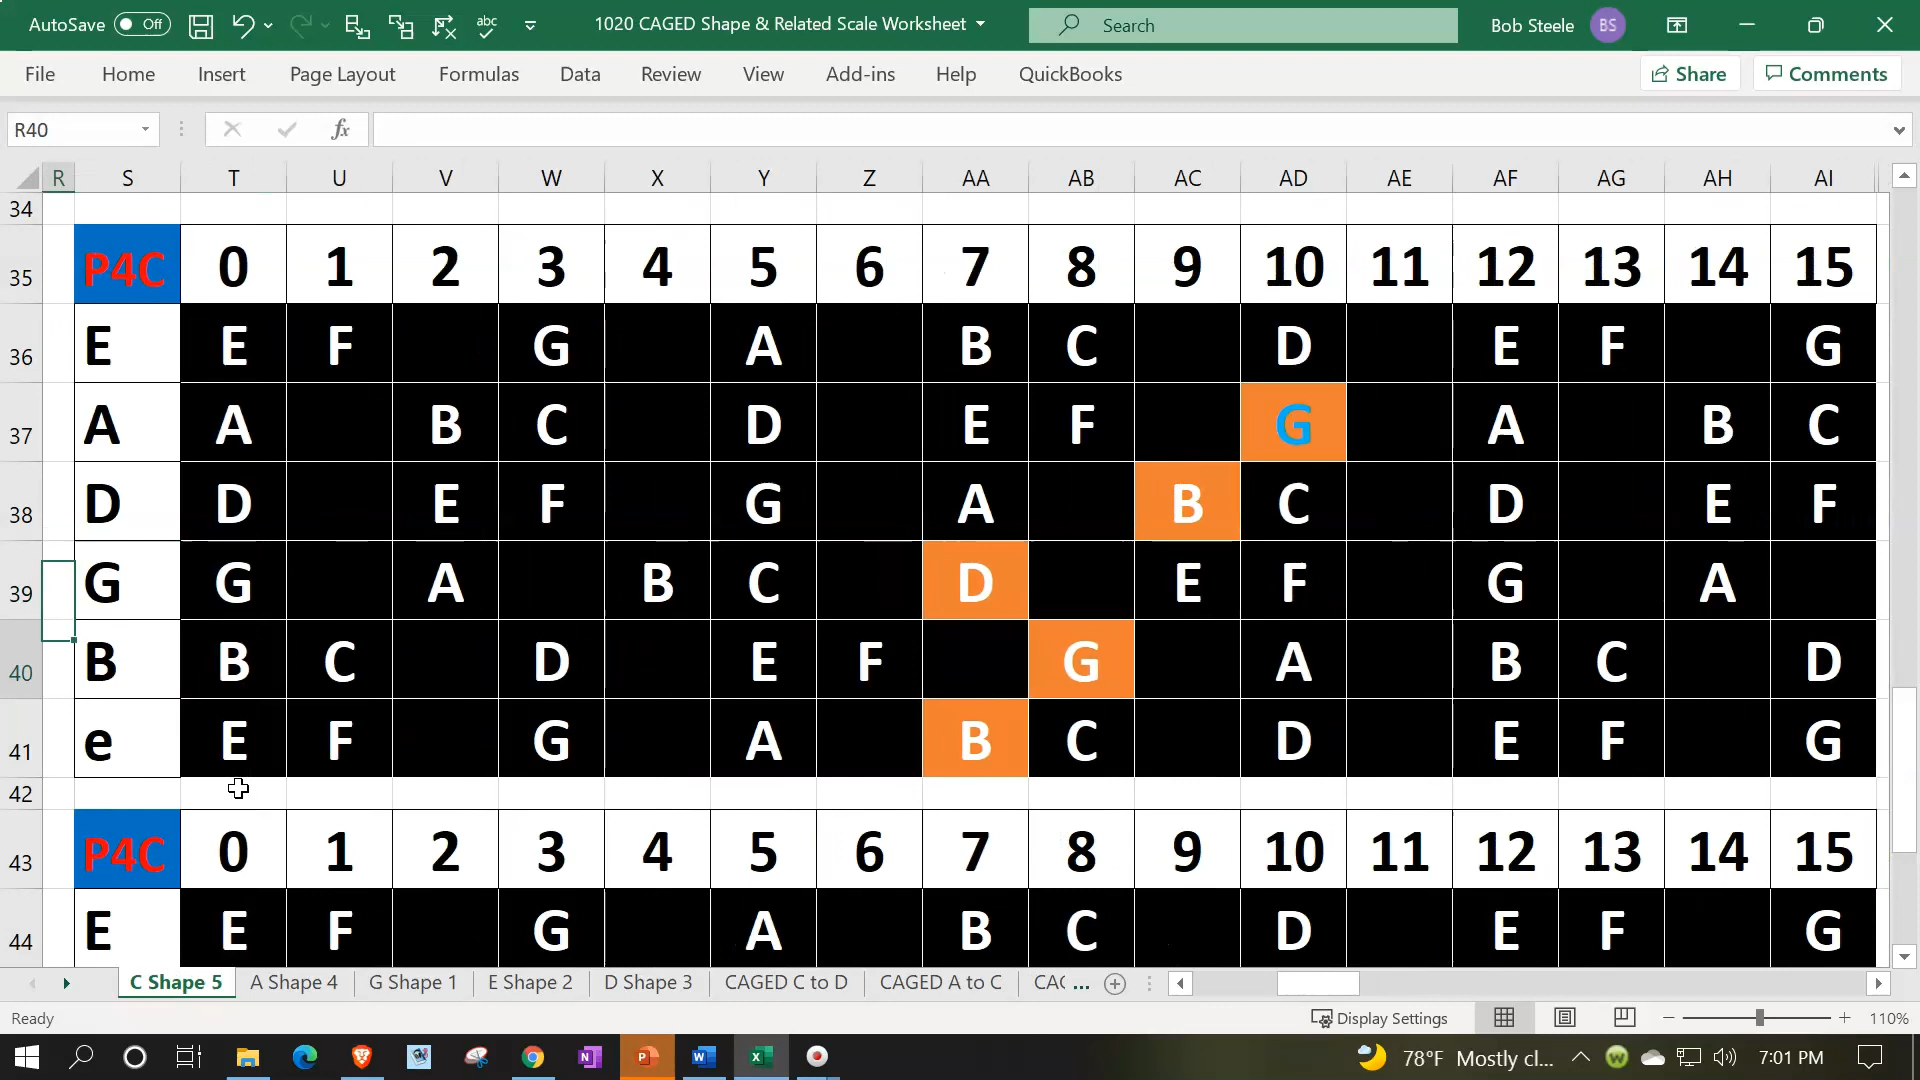 AutoSave Off abc 1020 CAGED Shape & Related Scale Worksheet Search Bob Steele BS
File Home Insert Page Layout Formulas Data Review View Add-ins Help QuickBooks Share Comments
R40 fx
R S T U V W X Y Z AA AB AC AD AE AF AG AH AI
34
35 P4C 0 1 2 3 4 5 6 7 8 9 10 11 12 13 14 15
36 E E F G A B C D E F G
37 A A B C D E F G A B C
38 D D E F G A B C D E F
39 G G A B C D E F G A
40 B B C D E F G A B C D
41 e E F G A B C D E F G
42
43 P4C 0 1 2 3 4 5 6 7 8 9 10 11 12 13 14 15
44 E E F G A B C D E F G
C Shape 5 A Shape 4 G Shape 1 E Shape 2 D Shape 3 CAGED C to D CAGED A to C CAC ...
Ready Display Settings 110%
78°F Mostly cl... 7:01 PM